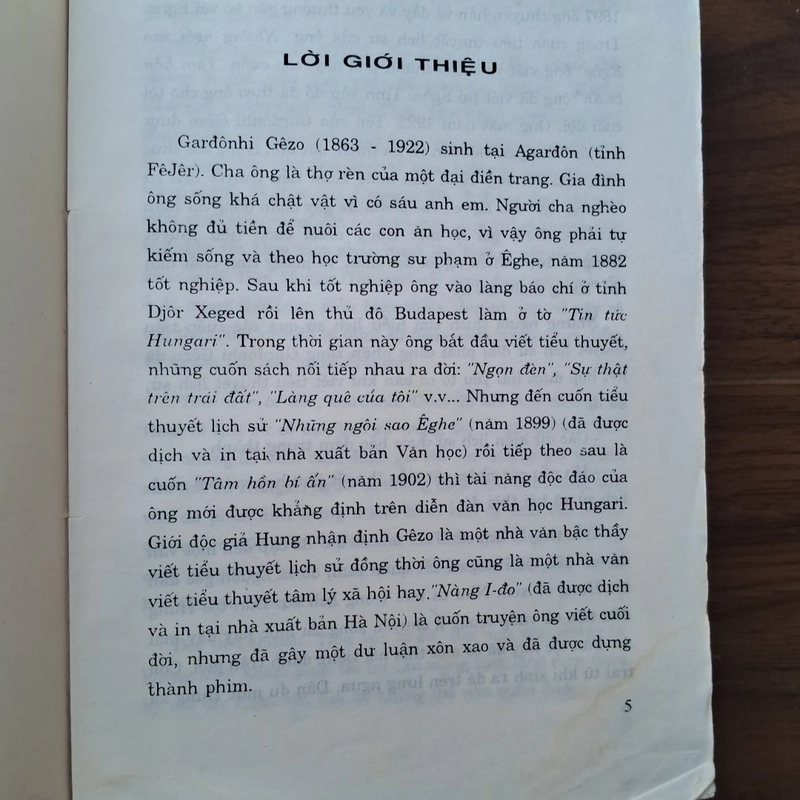 LỜI GIỚI THIỆU
Garđônhi Gêzo (1863 - 1922) sinh tại Agarđôn (tỉnh
FêJêr). Cha ông là thợ rèn của một đại điền trang. Gia đình
ông sống khá chật vật vì có sáu anh em. Người cha nghèo
không đủ tiền để nuôi các con ăn học, vì vậy ông phải tự
kiếm sống và theo học trường sư phạm ở Êghe, năm 1882
tốt nghiệp. Sau khi tốt nghiệp ông vào làng báo chí ở tỉnh
Djôr Xeged rồi lên thủ đô Budapest làm ở tờ "Tin tức
Hungari". Trong thời gian này ông bắt đầu viết tiểu thuyết,
những cuốn sách nối tiếp nhau ra đời: "Ngọn đèn", "Sự thật
trên trái đất", "Làng quê của tôi" v.v... Nhưng đến cuốn tiểu
thuyết lịch sử "Những ngôi sao Êghe" (năm 1899) (đã được
dịch và in tại nhà xuất bản Văn học) rồi tiếp theo sau là
cuốn "Tâm hồn bí ẩn" (năm 1902) thì tài năng độc đáo của
ông mới được khẳng định trên diễn đàn văn học Hungari.
Giới độc giả Hung nhận định Gêzo là một nhà văn bậc thầy
viết tiểu thuyết lịch sử đồng thời ông cũng là một nhà văn
viết tiểu thuyết tâm lý xã hội hay."Nàng I-đo" (đã được dịch
và in tại nhà xuất bản Hà Nội) là cuốn truyện ông viết cuối
đời, nhưng đã gây một dư luận xôn xao và đã được dựng
thành phim.
5